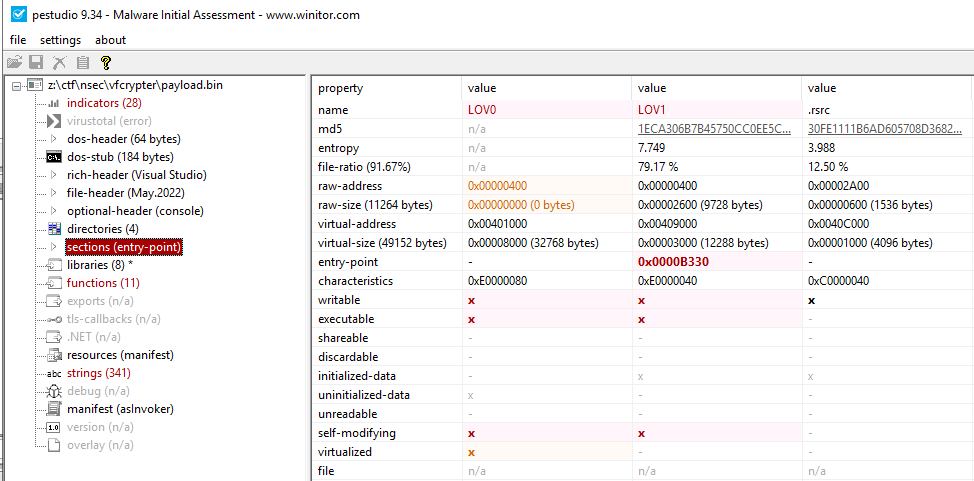 pestudio 9.34 - Malware Initial Assessment - www.winitor.com
file settings about
z:\ctf\nsec\vfcrypter\payload.bin
indicators (28)
virustotal (error)
dos-header (64 bytes)
dos-stub (184 bytes)
rich-header (Visual Studio)
file-header (May.2022)
optional-header (console)
directories (4)
sections (entry-point)
libraries (8) *
functions (11)
exports (n/a)
tls-callbacks (n/a)
.NET (n/a)
resources (manifest)
abc strings (341)
debug (n/a)
manifest (asInvoker)
1.0 version (n/a)
overlay (n/a)
property value value value
name LOV0 LOV1 .rsrc
md5 n/a 1ECA306B7B45750CC0EE5C... 30FE1111B6AD605708D3682...
entropy n/a 7.749 3.988
file-ratio (91.67%) n/a 79.17 % 12.50 %
raw-address 0x00000400 0x00000400 0x00002A00
raw-size (11264 bytes) 0x00000000 (0 bytes) 0x00002600 (9728 bytes) 0x00000600 (1536 bytes)
virtual-address 0x00401000 0x00409000 0x0040C000
virtual-size (49152 bytes) 0x00008000 (32768 bytes) 0x00003000 (12288 bytes) 0x00001000 (4096 bytes)
entry-point - 0x0000B330 -
characteristics 0xE0000080 0xE0000040 0xC0000040
writable x x x
executable x x -
shareable - - -
discardable - - -
initialized-data - x x
uninitialized-data x - -
unreadable - - -
self-modifying x x -
virtualized x - -
file n/a n/a n/a